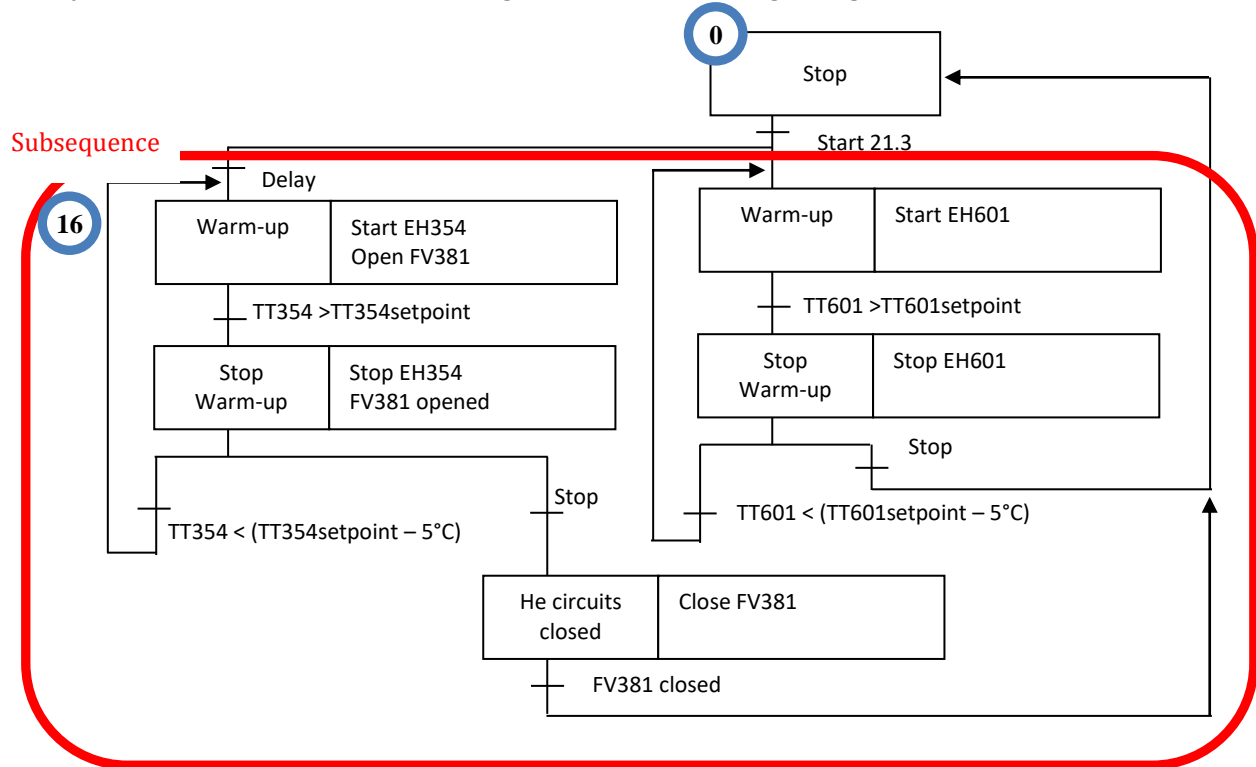 0
Stop
Subsequence
Start 21.3
Delay
16
Warm-up
Start EH354
Open FV381
Warm-up
Start EH601
TT354 >TT354setpoint
TT601 >TT601setpoint
Stop
Warm-up
Stop EH354
FV381 opened
Stop
Warm-up
Stop EH601
Stop
Stop
TT354 < (TT354setpoint – 5°C)
TT601 < (TT601setpoint – 5°C)
He circuits
closed
Close FV381
FV381 closed